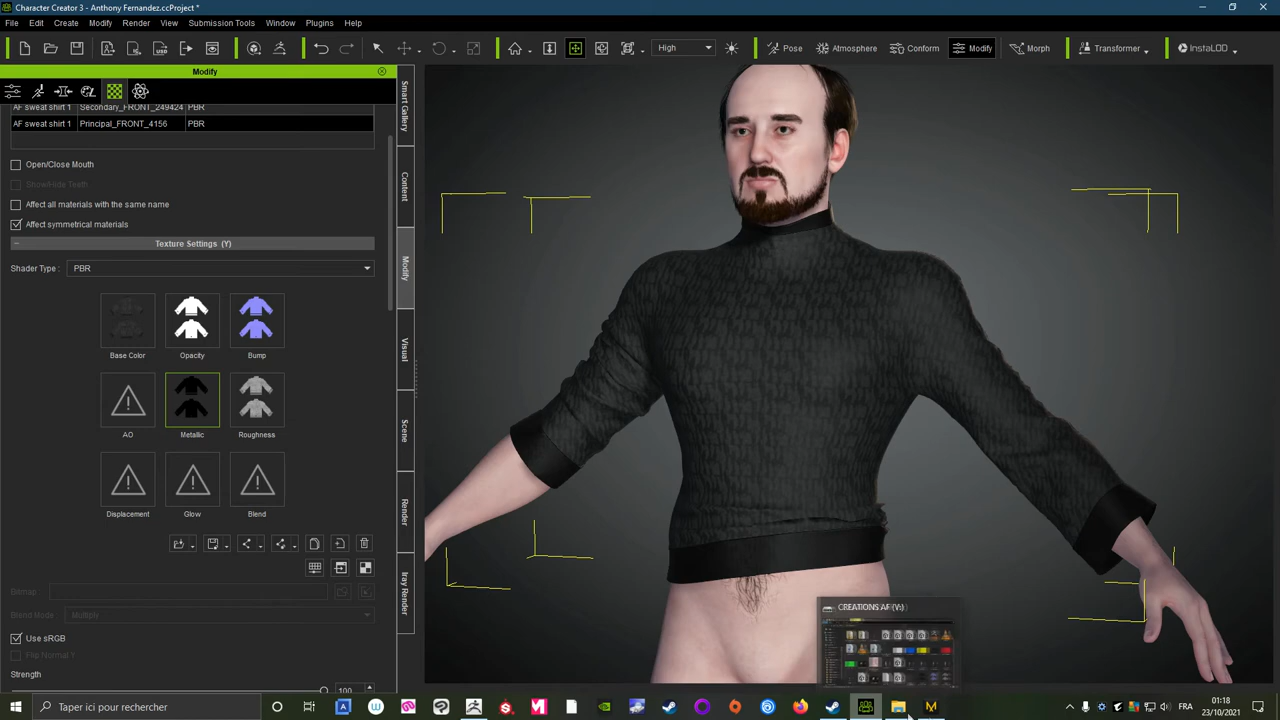 Character Creator 3 - Anthony Fernandez.ccProject *
File Edit Create Modify Render View Submission Tools Window Plugins Help
High Pose Atmosphere Conform Modify Morph Transformer InstaLOD
Modify
AF sweat shirt 1 Secondary_FRONT_249424 PBR
AF sweat shirt 1 Principal_FRONT_4156 PBR
Open/Close Mouth
Show/Hide Teeth
Affect all materials with the same name
Affect symmetrical materials
Texture Settings (Y)
Shader Type : PBR
Base Color Opacity Bump
AO Metallic Roughness
Displacement Glow Blend
Bitmap:
Blend Mode Multiply
Use sRGB
Flip Normal Y
Strength
100
Smart Gallery
Content
Modify
Visual
Scene
Render
Iray Render
CREATIONS AF (V:)
Taper ici pour rechercher
FRA
01:18
23/10/2021